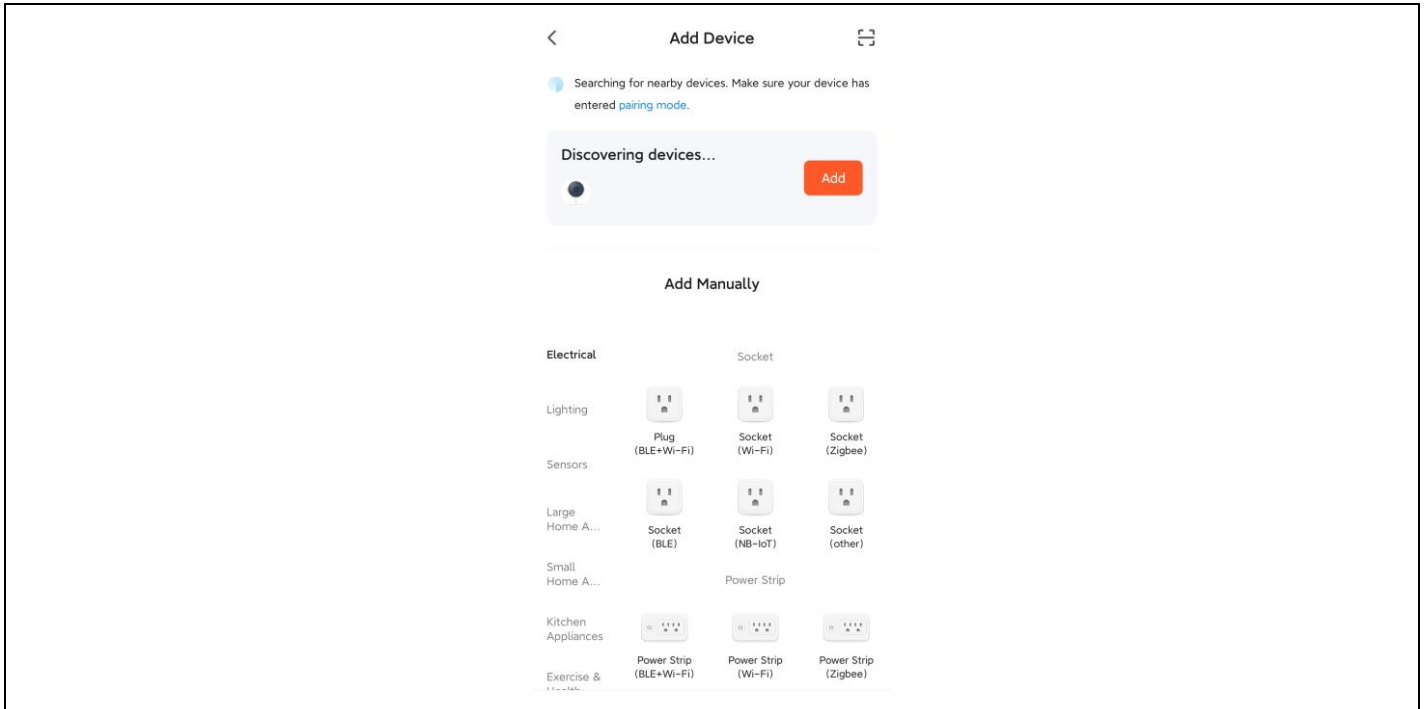 Add Device
Searching for nearby devices. Make sure your device has
entered pairing mode.
Discovering devices...
Add
Add Manually
Electrical
Socket
Lighting
Plug
(BLE+Wi-Fi)
Socket
(Wi-Fi)
Socket
(Zigbee)
Sensors
Large
Home A...
Socket
(BLE)
Socket
(NB-IoT)
Socket
(other)
Small
Home A...
Power Strip
Kitchen
Appliances
Power Strip
(BLE+Wi-Fi)
Power Strip
(Wi-Fi)
Power Strip
(Zigbee)
Exercise &